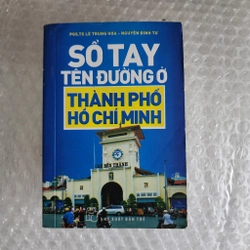 PGS.TS LÊ TRUNG HOA - NGUYỄN ĐÌNH TƯ
SỔ TAY
TÊN ĐƯỜNG Ở
THÀNH PHỐ
HỒ CHÍ MINH
BẾN THÀNH
NHÀ XUẤT BẢN TRẺ